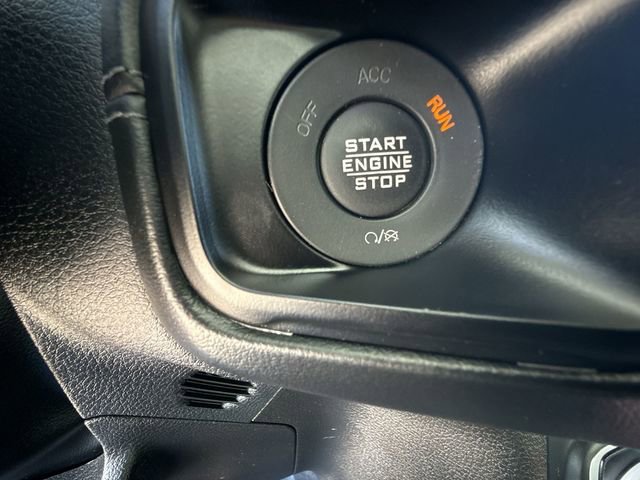 ACC
OFF
RUN
START
ENGINE
STOP